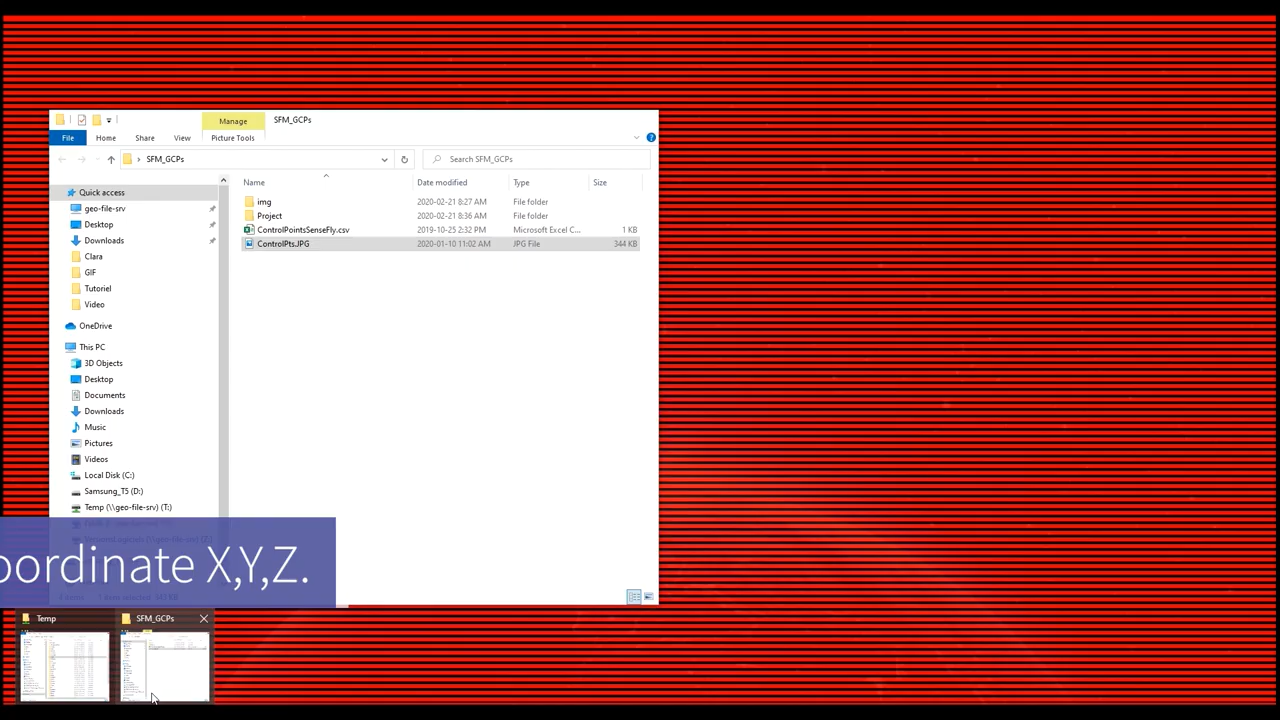 Manage
SFM_GCPs
File
Home
Share
View
Picture Tools
SFM_GCPs
Search SFM_GCPs
Name
Date modified
Type
Size
Quick access
geo-file-srv
Desktop
Downloads
Clara
GIF
Tutoriel
Video
OneDrive
This PC
3D Objects
Desktop
Documents
Downloads
Music
Pictures
Videos
Local Disk (C:)
Samsung_T5 (D:)
Temp (\\geo-file-srv) (T:)
img 2020-02-21 8:27 AM File folder
Project 2020-02-21 8:36 AM File folder
ControlPointsSenseFly.csv 2019-10-25 2:32 PM Microsoft Excel C... 1 KB
ControlPts.JPG 2020-01-10 11:02 AM JPG File 344 KB
oordinate X,Y,Z.
Temp
SFM_GCPs